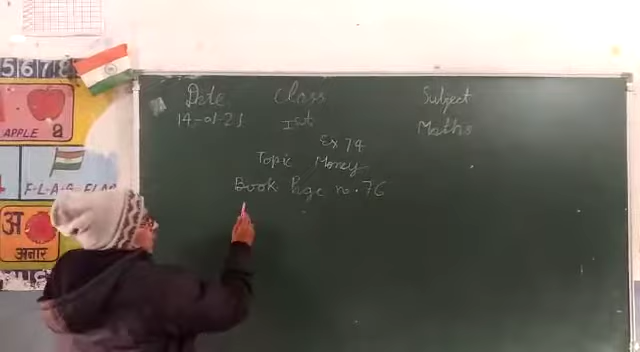 Date Class Subject
14-01-21 Ist Maths
Ex 74
Topic Money
Book Page no. 76
5 6 7 8
APPLE a
F-L-A-G FLAG
अ अनार